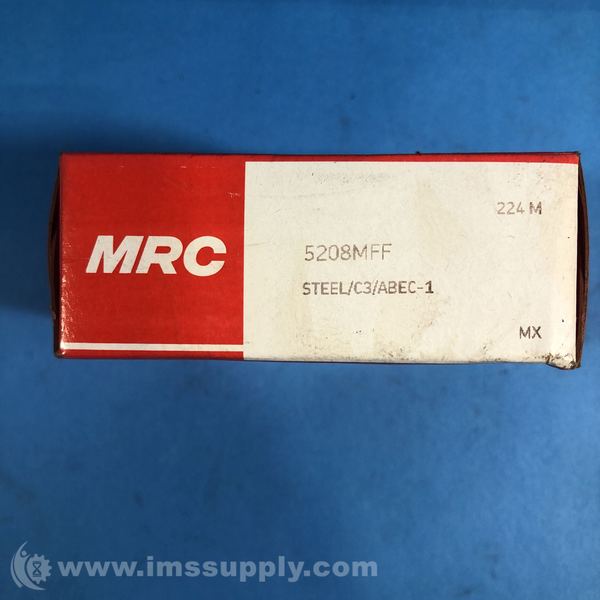 224 M
MRC
5208MFF
STEEL/C3/ABEC-1
MX
www.imssupply.com